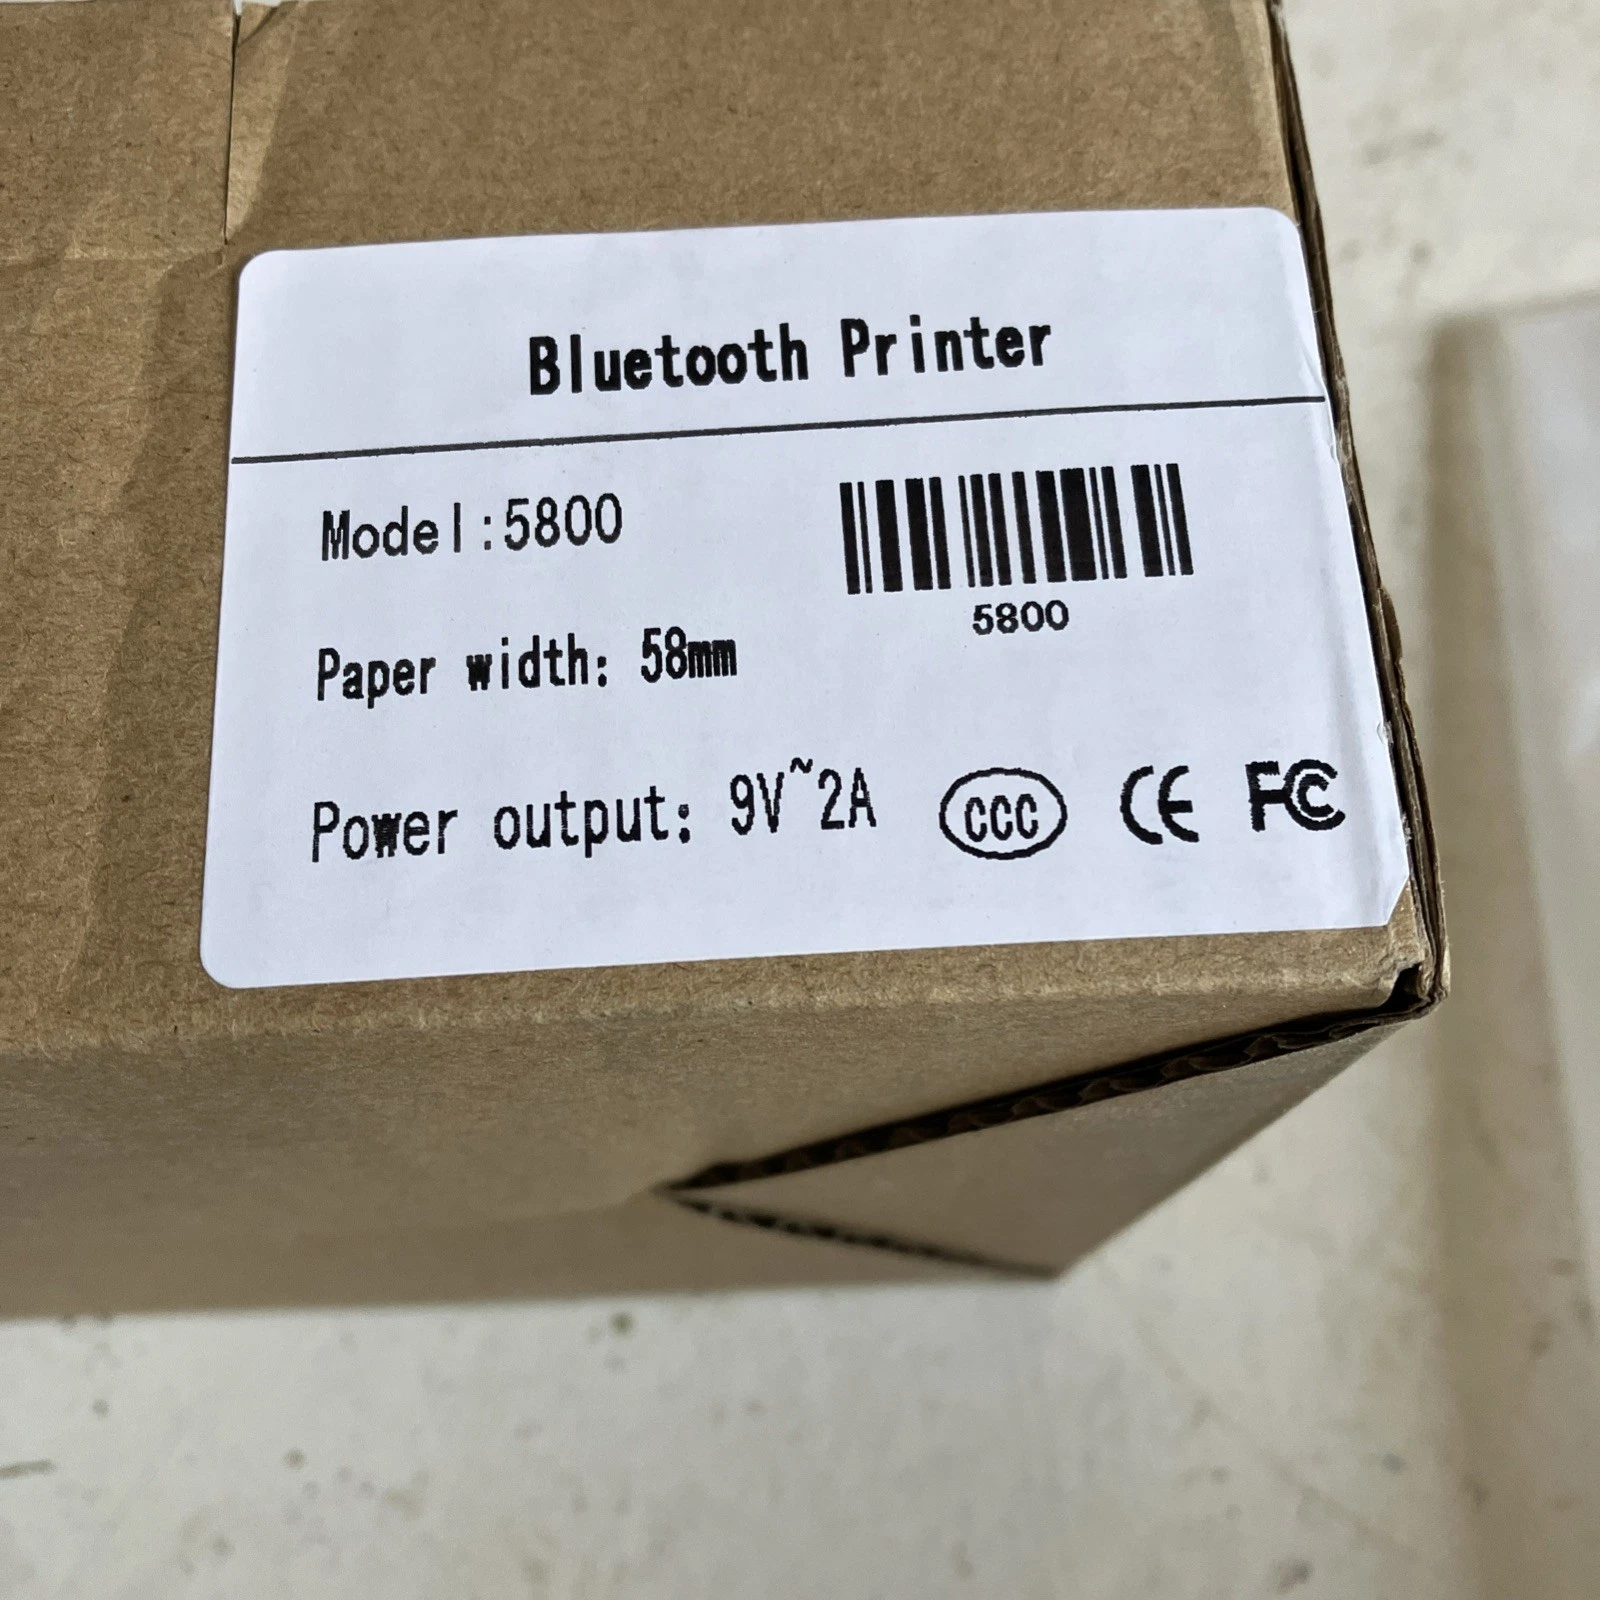 Bluetooth Printer
Model:5800
5800
Paper width: 58mm
Power output: 9V~2A
CCC CE FC